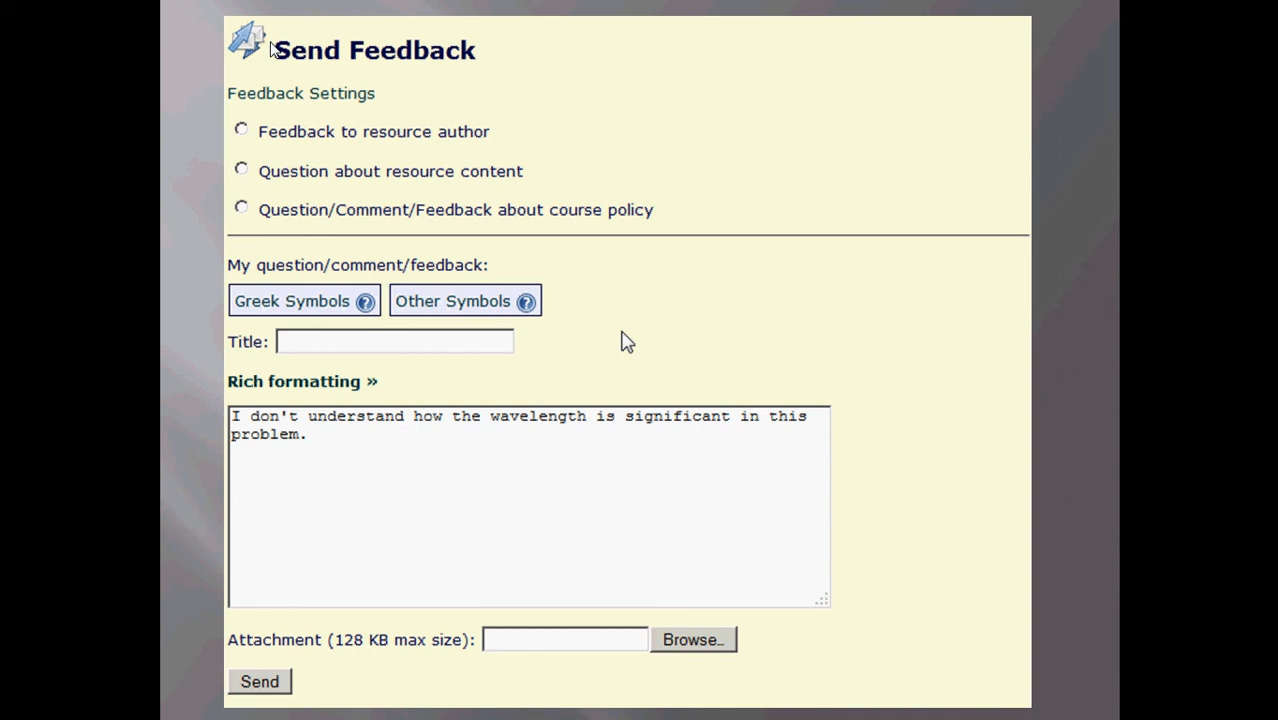 Send Feedback
Feedback Settings
Feedback to resource author
Question about resource content
Question/Comment/Feedback about course policy
My question/comment/feedback:
Greek Symbols ? Other Symbols ?
Title:
Rich formatting »
I don't understand how the wavelength is significant in this
problem.
Attachment (128 KB max size): Browse...
Send